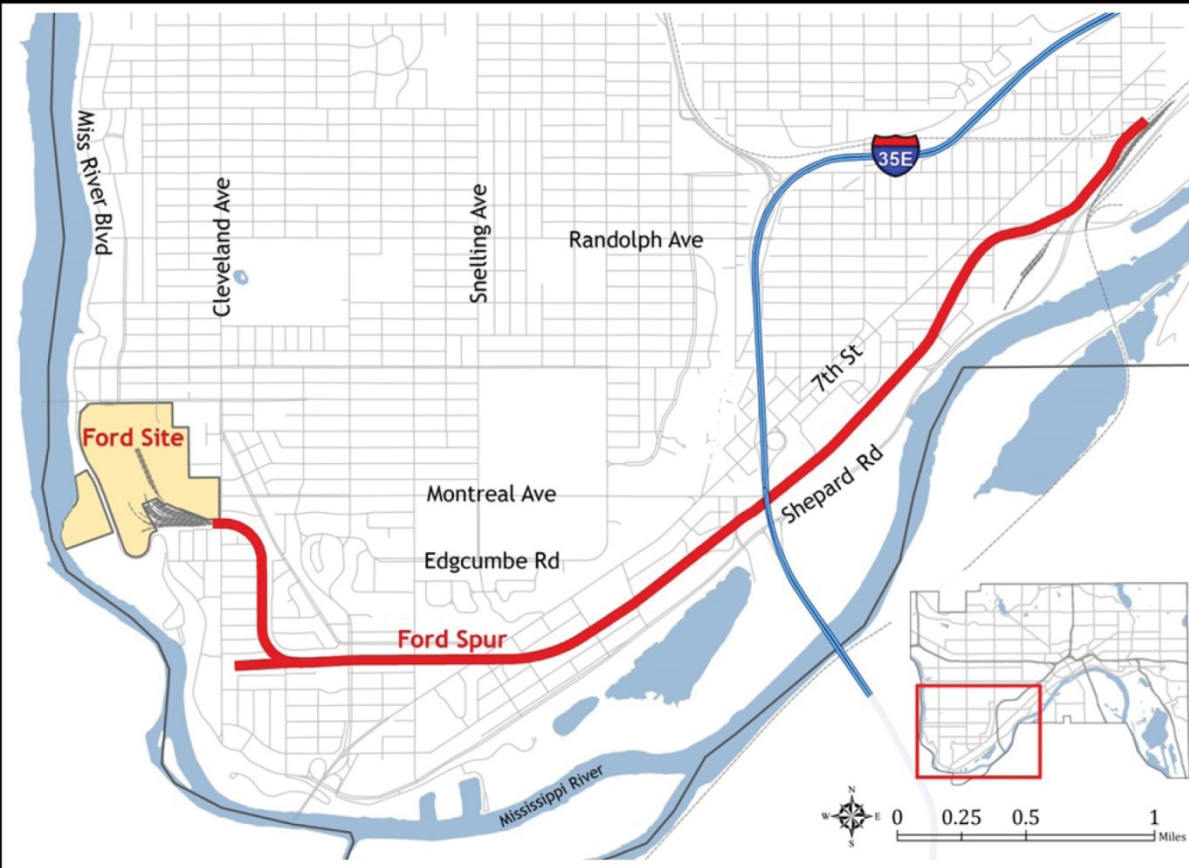 Miss River Blvd
35E
Cleveland Ave
Snelling Ave
Randolph Ave
7th St
Ford Site
Montreal Ave
Shepard Rd
Edgcumbe Rd
Ford Spur
Mississippi River
N
W E
S
0 0.25 0.5 1
Miles